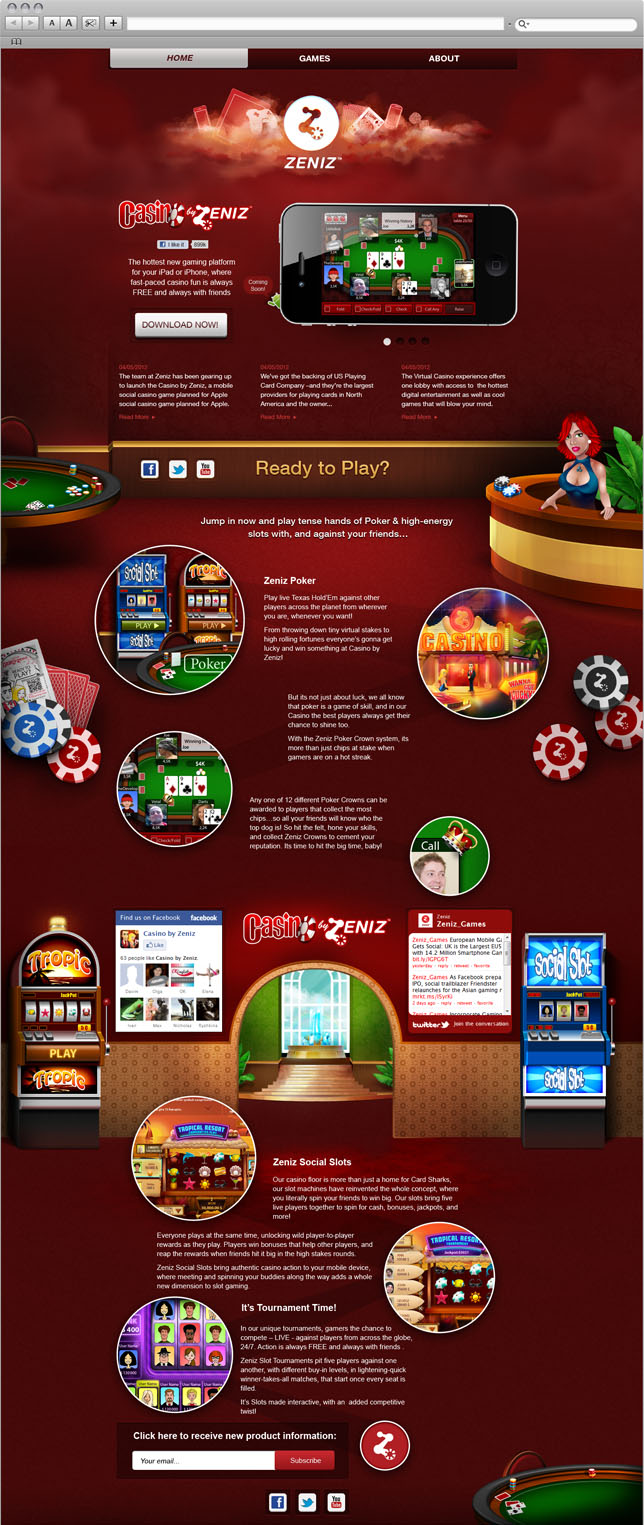 A A
HOME GAMES ABOUT
ZENIZ™
Casino by ZENIZ
I like it 699k
The hottest new gaming platform
for your iPad or iPhone, where
fast-paced casino fun is always
FREE and always with friends
DOWNLOAD NOW!
Coming
Soon!
Winning History
Menu
$4K
Fold Check/Fold Check Call Any Raise
04/05/2012
The team at Zeniz has been gearing up
to launch the Casino by Zeniz, a mobile
social casino game planned for Apple
social casino game planned for Apple.
Read More
04/05/2012
We've got the backing of US Playing
Card Company –and they're the largest
providers for playing cards in North
America and the owner...
Read More
04/05/2012
The Virtual Casino experience offers
one lobby with access to the hottest
digital entertainment as well as cool
games that will blow your mind.
Read More
You
Tube
Ready to Play?
Jump in now and play tense hands of Poker & high-energy
slots with, and against your friends…
Social Slot
Tropic
PLAY
Poker
Zeniz Poker
Play live Texas Hold'Em against other
players across the planet from wherever
you are, whenever you want!
From throwing down tiny virtual stakes to
high rolling fortunes everyone's gonna get
lucky and win something at Casino by
Zeniz!
CASINO
WANNA
GET
LUCKY
PLAY!
But its not just about luck, we all know
that poker is a game of skill, and in our
Casino the best players always get their
chance to shine too.
With the Zeniz Poker Crown system, its
more than just chips at stake when
gamers are on a hot streak.
Winning H
Joe
$4K
Check/Fold
Any one of 12 different Poker Crowns can be
awarded to players that collect the most
chips…so all your friends will know who the
top dog is! So hit the felt, hone your skills,
and collect Zeniz Crowns to cement your
reputation. Its time to hit the big time, baby!
Call
Find us on Facebook facebook
Casino by Zeniz
Like
63 people like Casino by Zeniz.
Davim Olga UK Elena
Ivan Max Nicholas
Casino by ZENIZ
Zeniz
Zeniz_Games
Zeniz_Games European Mobile Ga
Gets Social: UK is the Largest EU5
with 14.2 Million Smartphone Gan
bit.ly/IGPG6T
yesterday · reply · retweet · favorite
Zeniz_Games As Facebook prepa
IPO, social trailblazer Friendster
relaunches for the Asian gaming r
mrkt.ms/ISyrKi
2 days ago · reply · retweet · favorite
Zeniz_Games Incorporate Gaming
twitter Join the conversation
Tropic
JackPot
PLAY
Tropic
Social Slot
JackPot
Social Slot
TROPICAL RESORT
Zeniz Social Slots
Our casino floor is more than just a home for Card Sharks,
our slot machines have reinvented the whole concept, where
you literally spin your friends to win big. Our slots bring five
live players together to spin for cash, bonuses, jackpots, and
more!
Everyone plays at the same time, unlocking wild player-to-player
rewards as they play. Players win bonuses that help other players, and
reap the rewards when friends hit it big in the high stakes rounds.
Zeniz Social Slots bring authentic casino action to your mobile device,
where meeting and spinning your buddies along the way adds a whole
new dimension to slot gaming.
TROPICAL RESORT
TOURNAMENT
It's Tournament Time!
In our unique tournaments, gamers the chance to
compete – LIVE - against players from across the globe,
24/7. Action is always FREE and always with friends .
Zeniz Slot Tournaments pit five players against one
another, with different buy-in levels, in lightening-quick
winner-takes-all matches, that start once every seat is
filled.
It's Slots made interactive, with an added competitive
twist!
User Name User Name User Name
Click here to receive new product information:
Your email... Subscribe
You
Tube